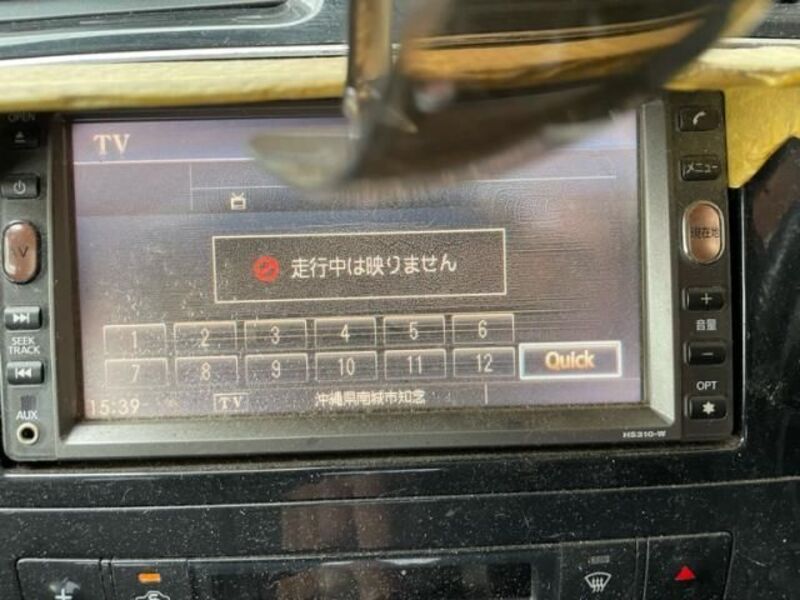 OPEN
TV
メニュー
AV
現在地
走行中は映りません
1 2 3 4 5 6
7 8 9 10 11 12
Quick
SEEK
TRACK
音量
OPT
AUX
15:39
TV
沖縄県南城市知念
HS310-W